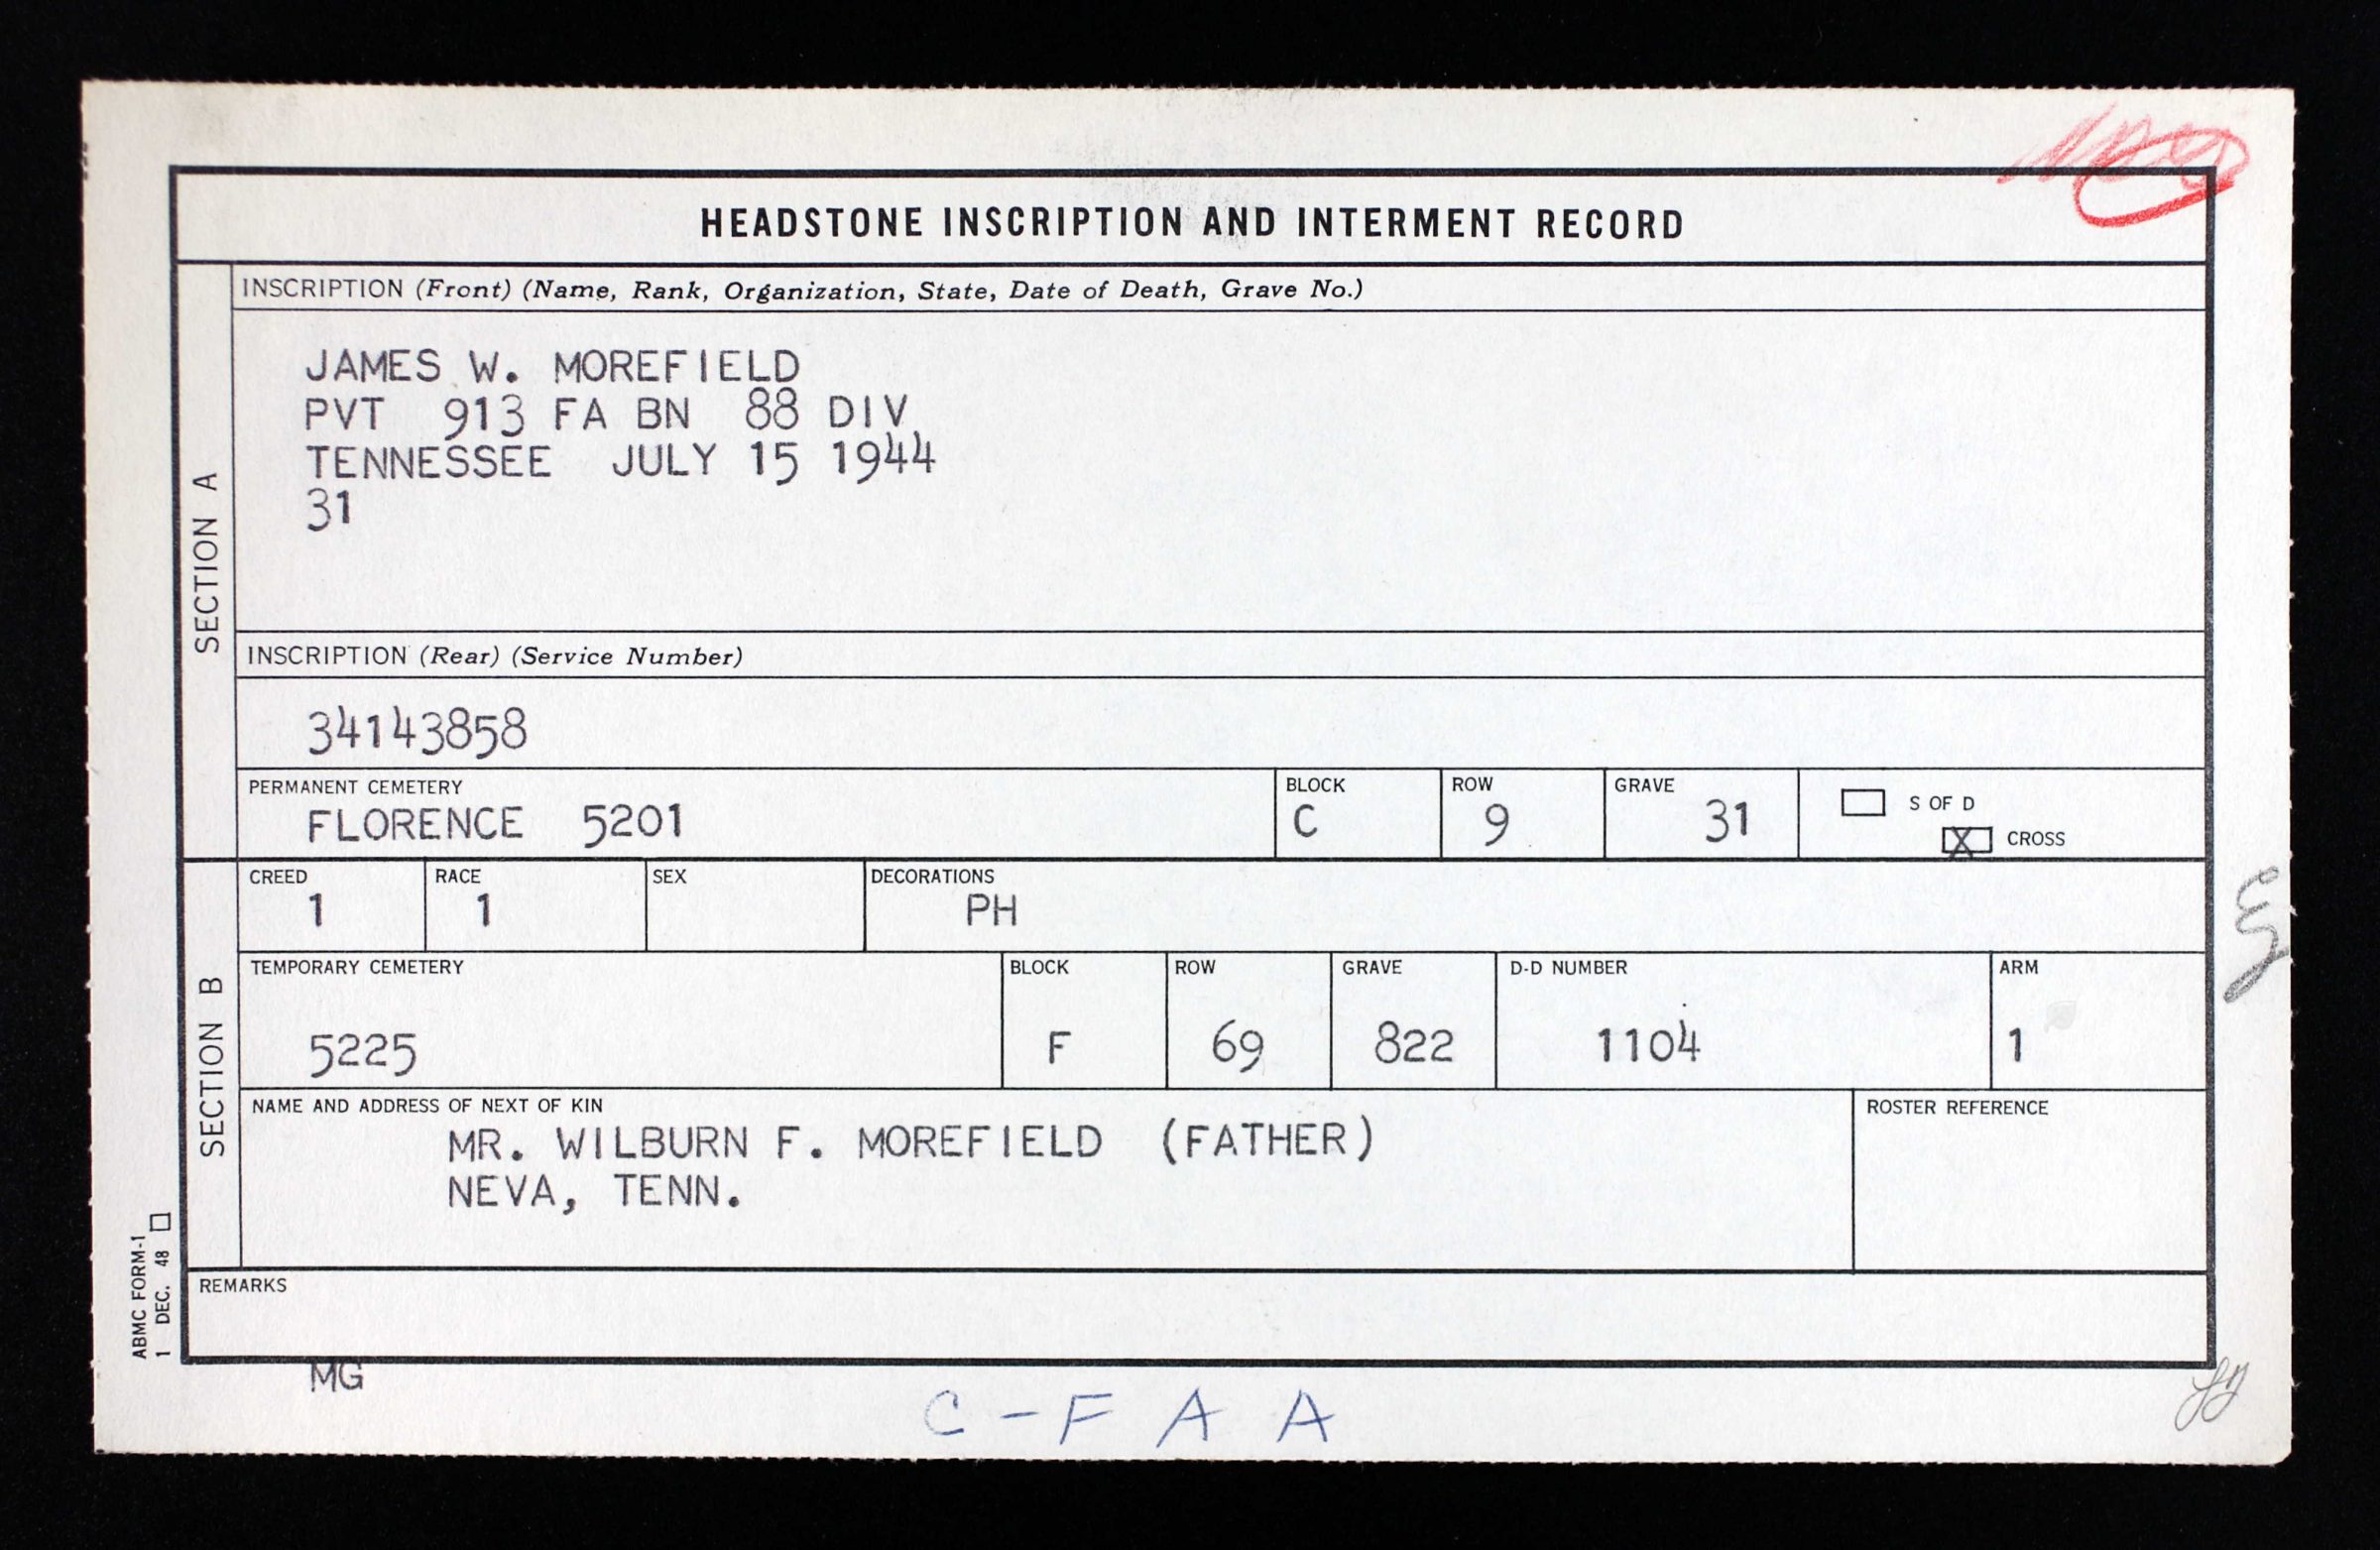 HEADSTONE INSCRIPTION AND INTERMENT RECORD
SECTION A
INSCRIPTION (Front) (Name, Rank, Organization, State, Date of Death, Grave No.)
JAMES W. MOREFIELD
PVT 913 FA BN 88 DIV
TENNESSEE JULY 15 1944
31
INSCRIPTION (Rear) (Service Number)
34143858
PERMANENT CEMETERY BLOCK ROW GRAVE S OF D
FLORENCE 5201 C 9 31 X CROSS
SECTION B
CREED RACE SEX DECORATIONS
1 1 PH
TEMPORARY CEMETERY BLOCK ROW GRAVE D-D NUMBER ARM
5225 F 69 822 1104 1
NAME AND ADDRESS OF NEXT OF KIN ROSTER REFERENCE
MR. WILBURN F. MOREFIELD (FATHER)
NEVA, TENN.
REMARKS
ABMC FORM-1
1 DEC. 48
MG
C - F A A